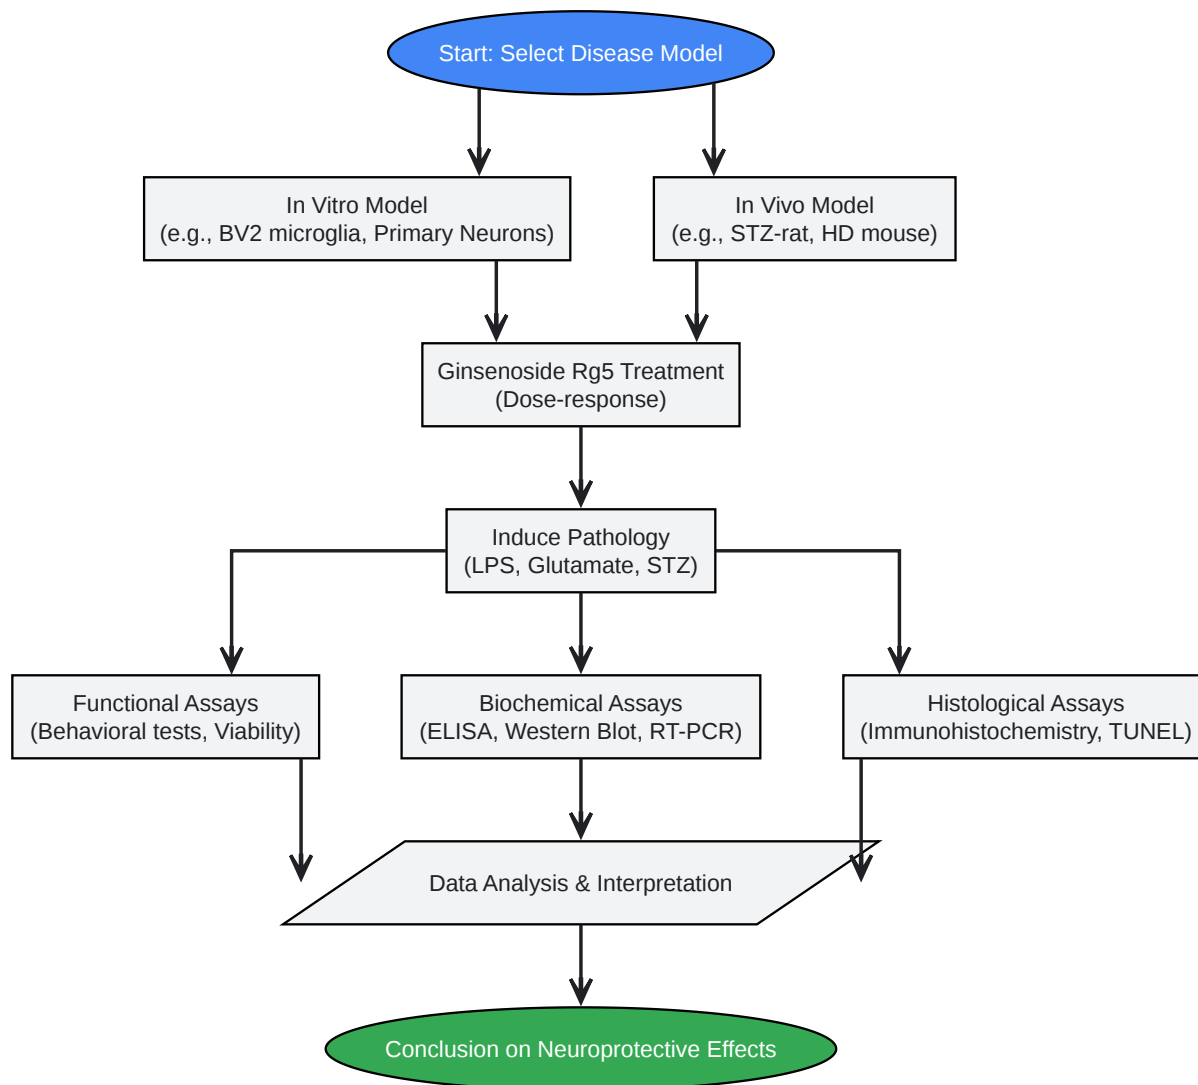 Start: Select Disease Model
In Vitro Model
(e.g., BV2 microglia, Primary Neurons)
In Vivo Model
(e.g., STZ-rat, HD mouse)
Ginsenoside Rg5 Treatment
(Dose-response)
Induce Pathology
(LPS, Glutamate, STZ)
Functional Assays
(Behavioral tests, Viability)
Biochemical Assays
(ELISA, Western Blot, RT-PCR)
Histological Assays
(Immunohistochemistry, TUNEL)
Data Analysis & Interpretation
Conclusion on Neuroprotective Effects